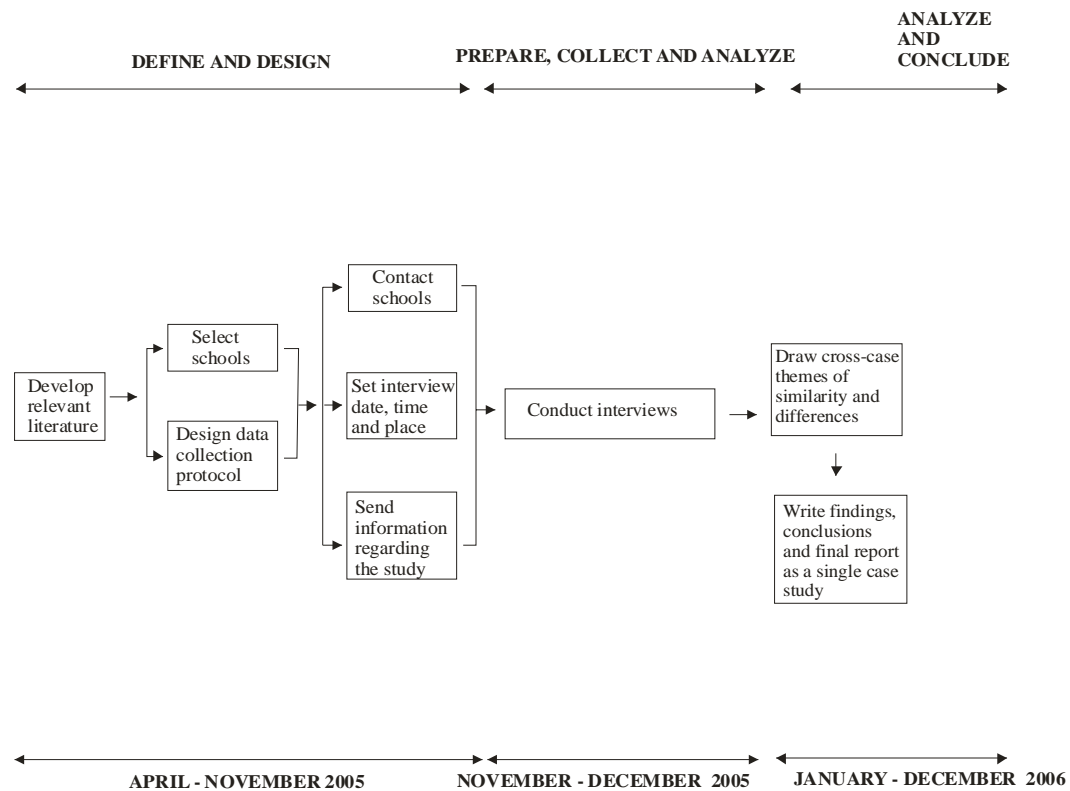 DEFINE AND DESIGN
PREPARE, COLLECT AND ANALYZE
ANALYZE
AND
CONCLUDE
Develop
relevant
literature
Select
schools
Design data
collection
protocol
Contact
schools
Set interview
date, time
and place
Send
information
regarding
the study
Conduct interviews
Draw cross-case
themes of
similarity and
differences
Write findings,
conclusions
and final report
as a single case
study
APRIL - NOVEMBER 2005
NOVEMBER - DECEMBER 2005
JANUARY - DECEMBER 2006